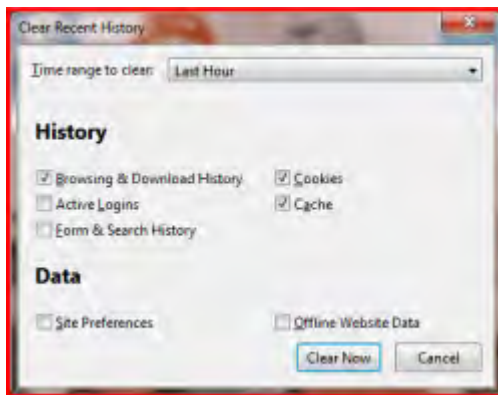 Clear Recent History
Time range to clear: Last Hour
History
Browsing & Download History Cookies
Active Logins Cache
Form & Search History
Data
Site Preferences Offline Website Data
Clear Now Cancel